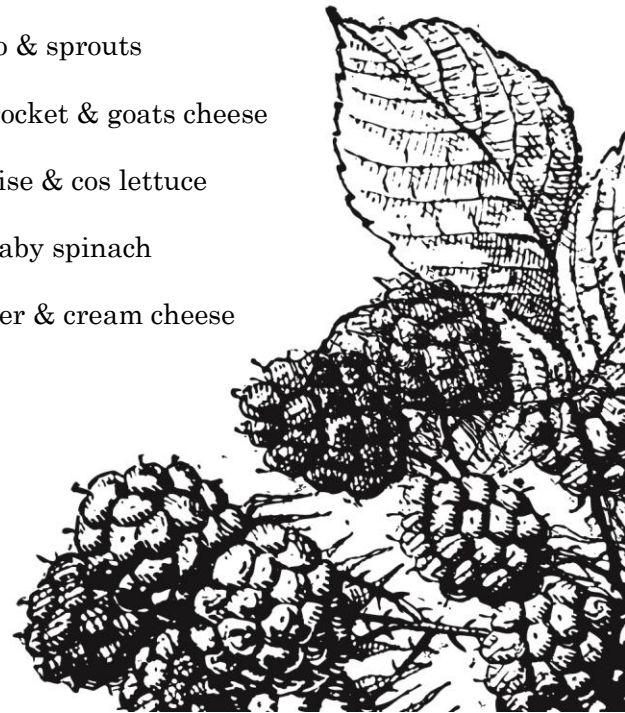 o & sprouts
ocket & goats cheese
ise & cos lettuce
aby spinach
er & cream cheese